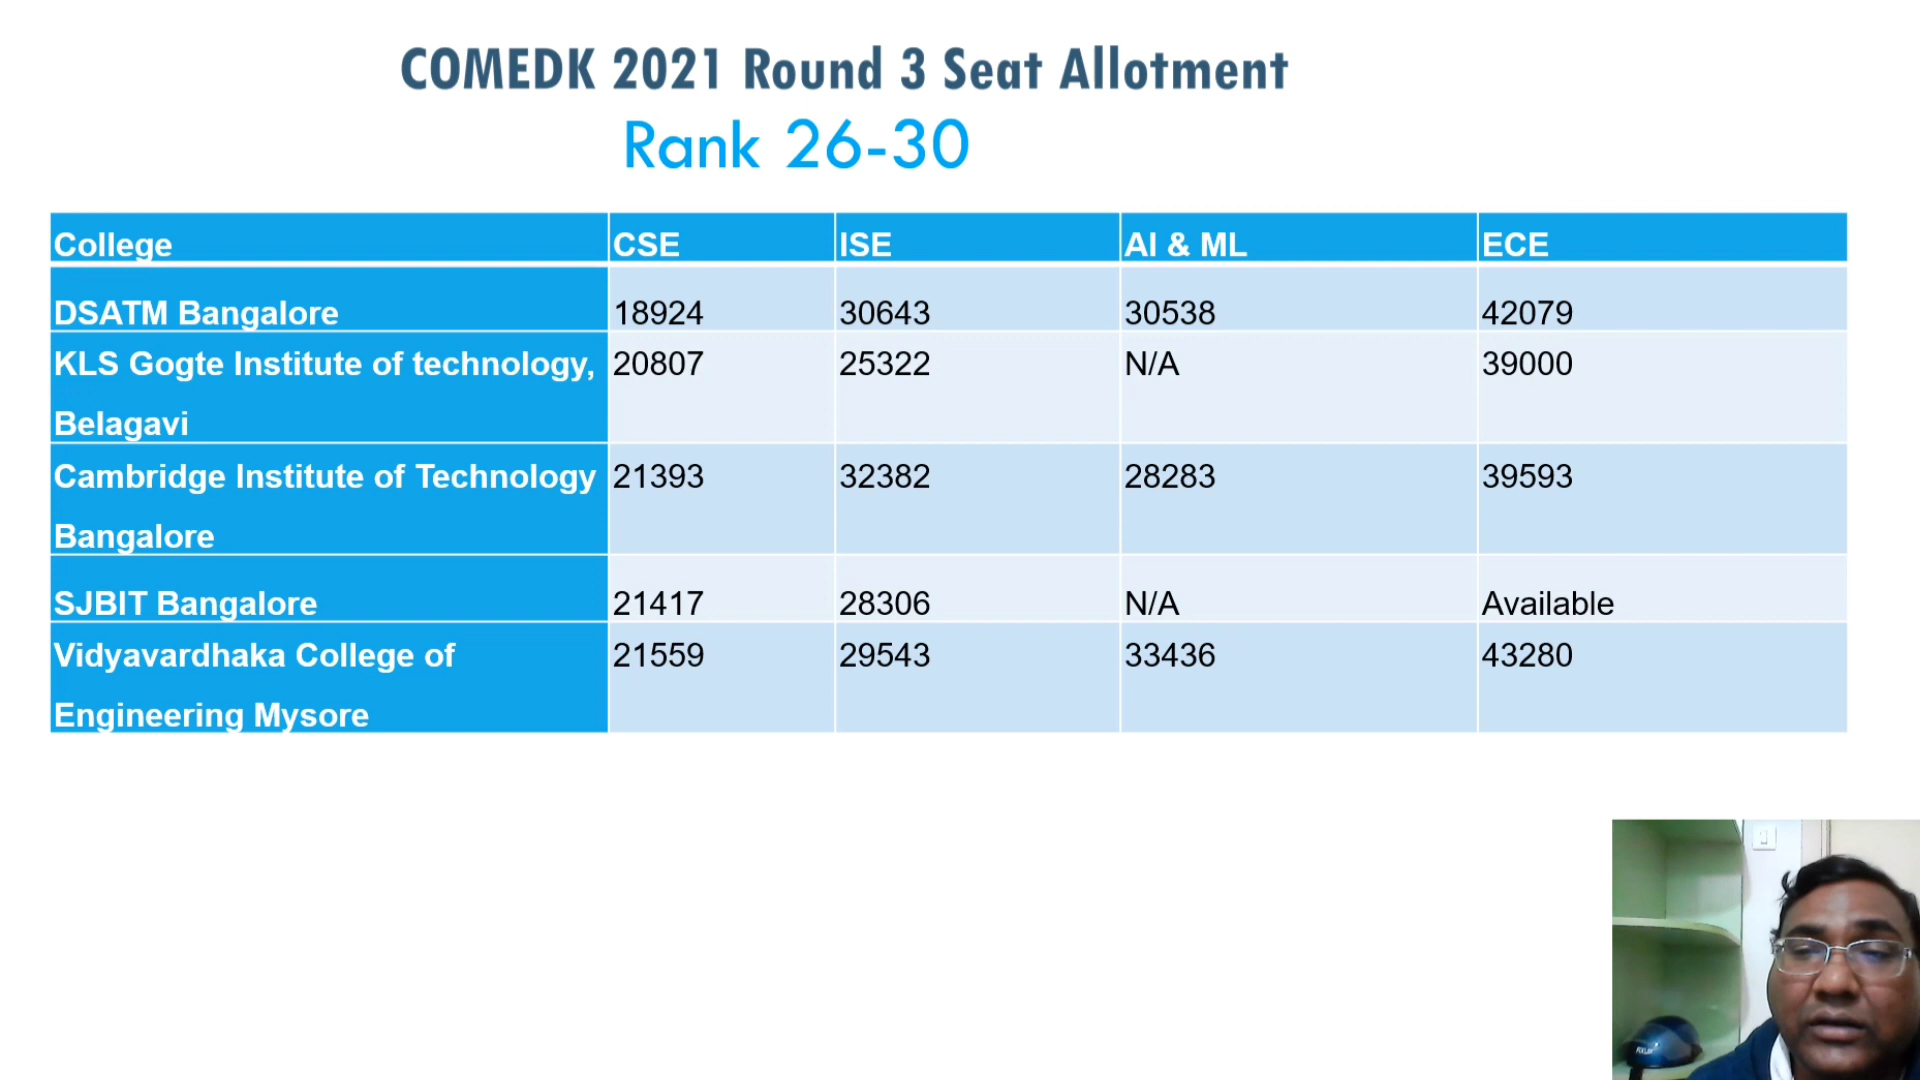 COMEDK 2021 Round 3 Seat Allotment
Rank 26-30
College CSE ISE AI & ML ECE
DSATM Bangalore 18924 30643 30538 42079
KLS Gogte Institute of technology, 20807 25322 N/A 39000
Belagavi
Cambridge Institute of Technology 21393 32382 28283 39593
Bangalore
SJBIT Bangalore 21417 28306 N/A Available
Vidyavardhaka College of 21559 29543 33436 43280
Engineering Mysore